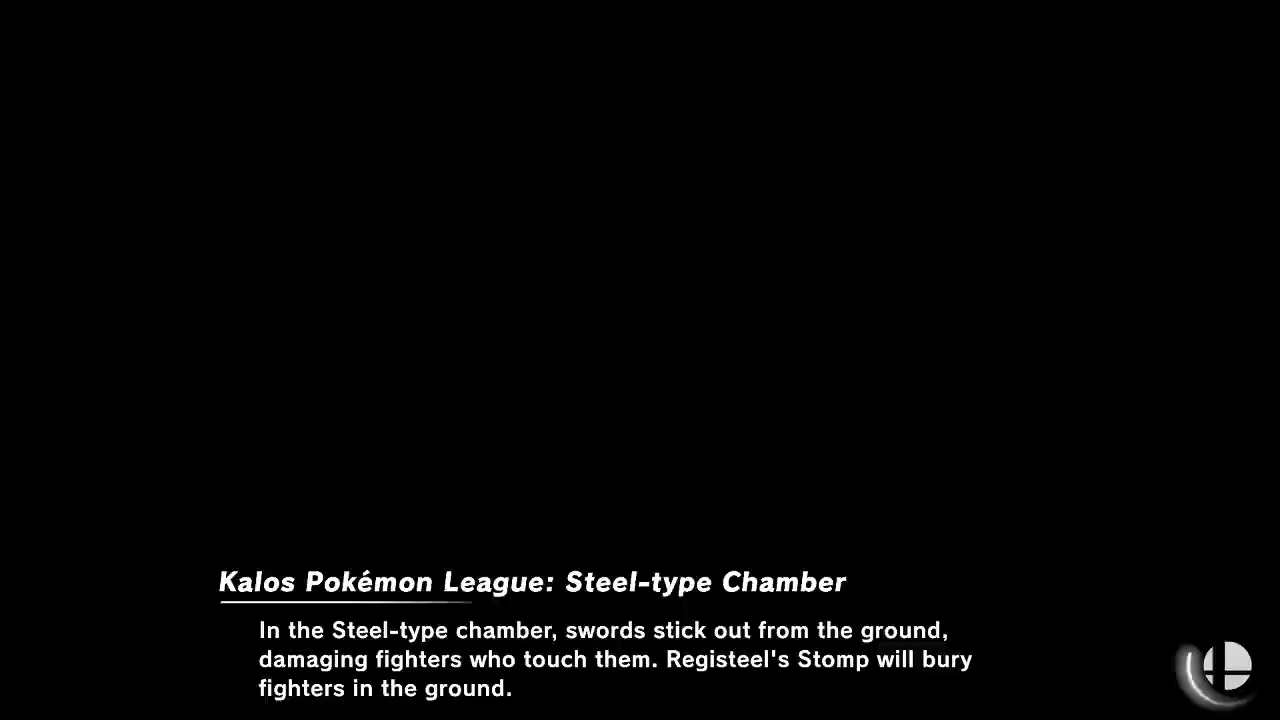 Kalos Pokémon League: Steel-type Chamber
In the Steel-type chamber, swords stick out from the ground,
damaging fighters who touch them. Registeel's Stomp will bury
fighters in the ground.